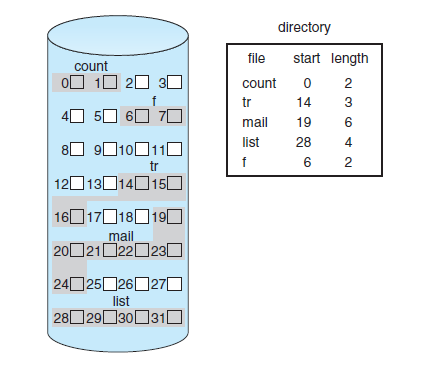 count
0 1 2 3
f
4 5 6 7
8 9 10 11
tr
12 13 14 15
16 17 18 19
mail
20 21 22 23
24 25 26 27
list
28 29 30 31
directory
file start length
count 0 2
tr 14 3
mail 19 6
list 28 4
f 6 2